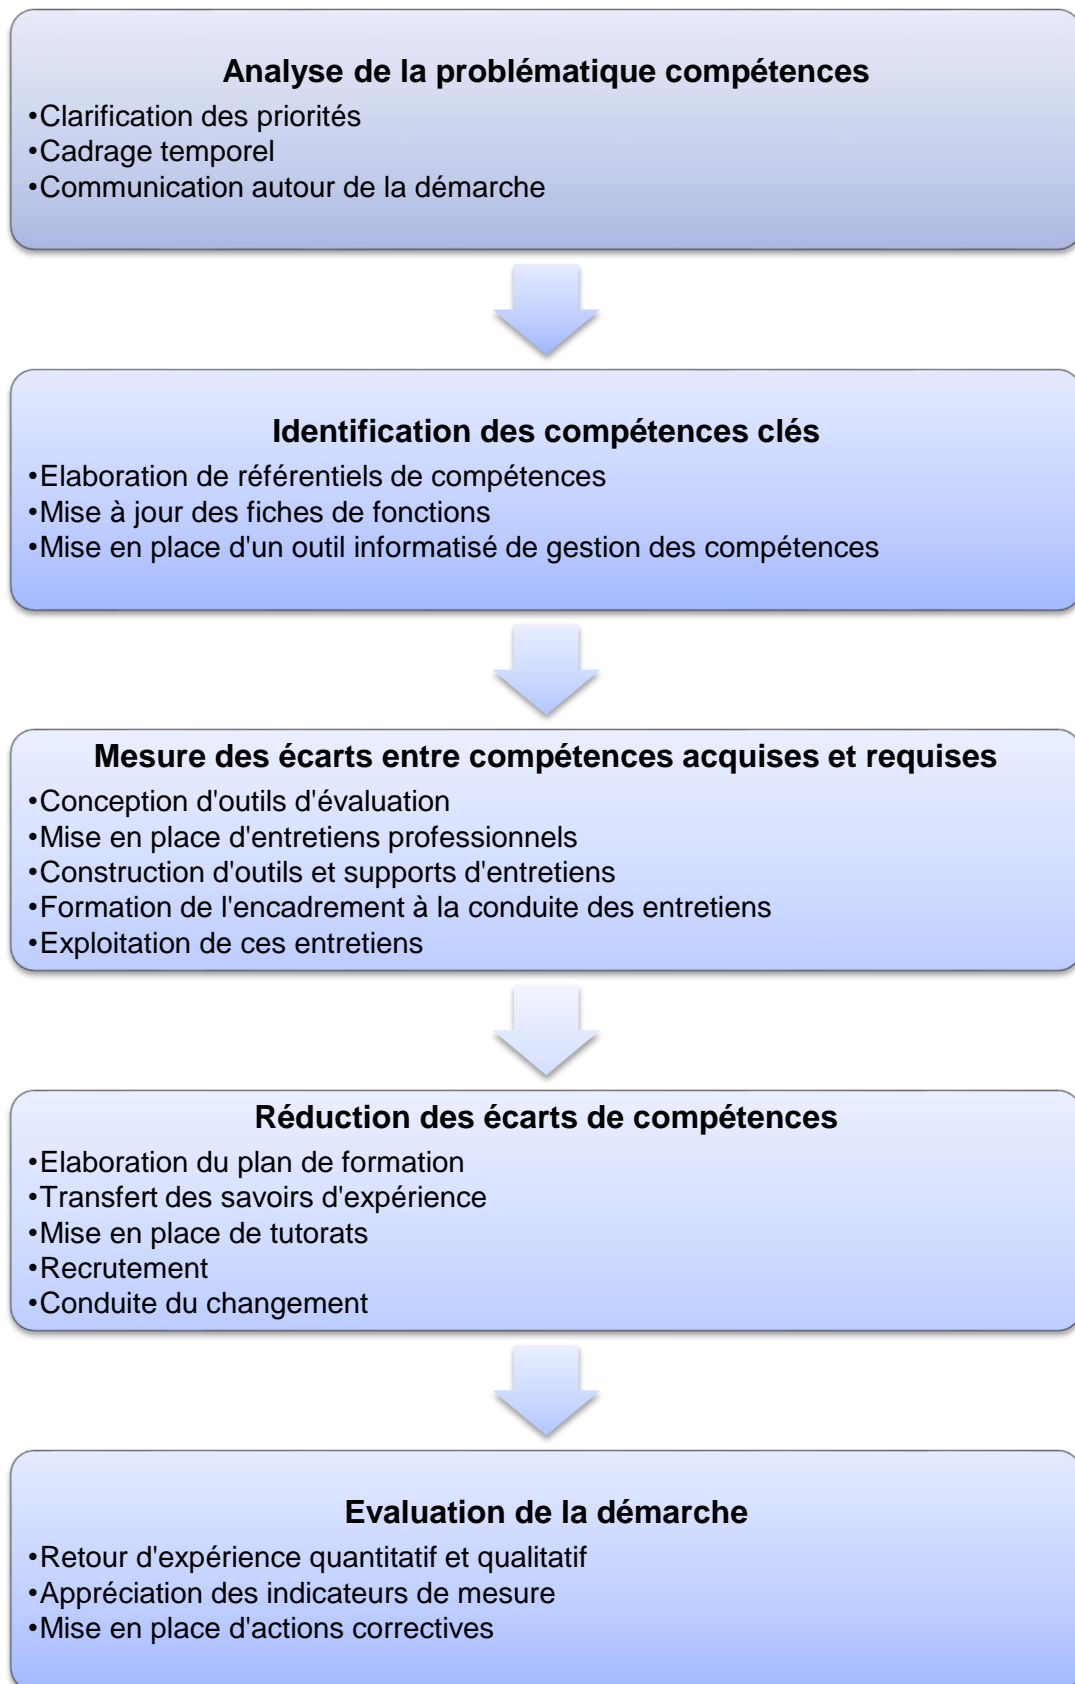 Analyse de la problématique compétences
•Clarification des priorités
•Cadrage temporel
•Communication autour de la démarche
Identification des compétences clés
•Elaboration de référentiels de compétences
•Mise à jour des fiches de fonctions
•Mise en place d'un outil informatisé de gestion des compétences
Mesure des écarts entre compétences acquises et requises
•Conception d'outils d'évaluation
•Mise en place d'entretiens professionnels
•Construction d'outils et supports d'entretiens
•Formation de l'encadrement à la conduite des entretiens
•Exploitation de ces entretiens
Réduction des écarts de compétences
•Elaboration du plan de formation
•Transfert des savoirs d'expérience
•Mise en place de tutorats
•Recrutement
•Conduite du changement
Evaluation de la démarche
•Retour d'expérience quantitatif et qualitatif
•Appréciation des indicateurs de mesure
•Mise en place d'actions correctives